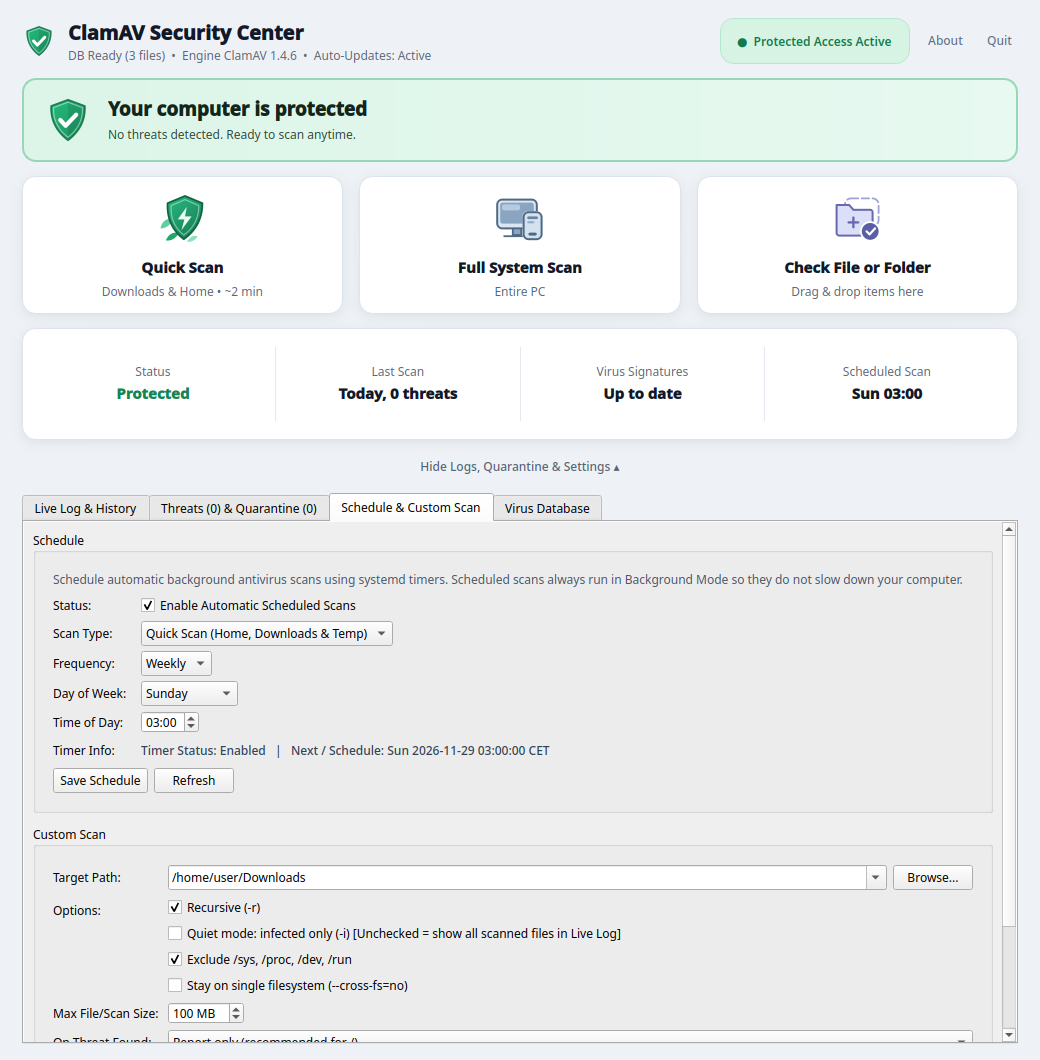 ClamAV Security Center
DB Ready (3 files) • Engine ClamAV 1.4.6 • Auto-Updates: Active
● Protected Access Active
About
Quit
Your computer is protected
No threats detected. Ready to scan anytime.
Quick Scan
Downloads & Home • ~2 min
Full System Scan
Entire PC
Check File or Folder
Drag & drop items here
Status
Protected
Last Scan
Today, 0 threats
Virus Signatures
Up to date
Scheduled Scan
Sun 03:00
Hide Logs, Quarantine & Settings ▴
Live Log & History
Threats (0) & Quarantine (0)
Schedule & Custom Scan
Virus Database
Schedule
Schedule automatic background antivirus scans using systemd timers. Scheduled scans always run in Background Mode so they do not slow down your computer.
Status:
Enable Automatic Scheduled Scans
Scan Type:
Quick Scan (Home, Downloads & Temp)
Frequency:
Weekly
Day of Week:
Sunday
Time of Day:
03:00
Timer Info:
Timer Status: Enabled | Next / Schedule: Sun 2026-11-29 03:00:00 CET
Save Schedule
Refresh
Custom Scan
Target Path:
/home/user/Downloads
Browse...
Options:
Recursive (-r)
Quiet mode: infected only (-i) [Unchecked = show all scanned files in Live Log]
Exclude /sys, /proc, /dev, /run
Stay on single filesystem (--cross-fs=no)
Max File/Scan Size:
100 MB
On Threat Found:
Report only (recommended for /)